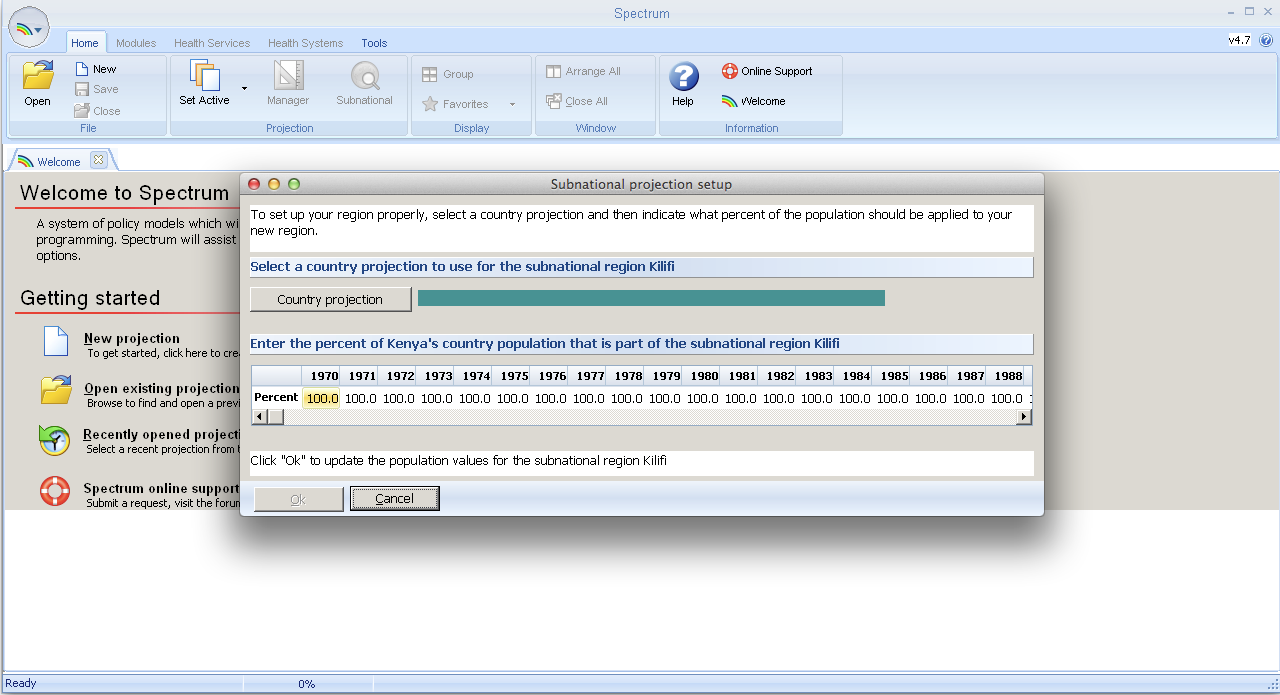 Spectrum
Home Modules Health Services Health Systems Tools
v4.7
Open
New
Save
Close
File
Set Active
Manager
Subnational
Projection
Group
Favorites
Display
Arrange All
Close All
Window
Help
Online Support
Welcome
Information
Welcome
Welcome to Spectrum
A system of policy models which wi
programming. Spectrum will assist
options.
Getting started
New projection
To get started, click here to cre
Open existing projection
Browse to find and open a previ
Recently opened projecti
Select a recent projection from t
Spectrum online support
Submit a request, visit the foru
Subnational projection setup
To set up your region properly, select a country projection and then indicate what percent of the population should be applied to your
new region.
Select a country projection to use for the subnational region Kilifi
Country projection
Enter the percent of Kenya's country population that is part of the subnational region Kilifi
1970 1971 1972 1973 1974 1975 1976 1977 1978 1979 1980 1981 1982 1983 1984 1985 1986 1987 1988
Percent 100.0 100.0 100.0 100.0 100.0 100.0 100.0 100.0 100.0 100.0 100.0 100.0 100.0 100.0 100.0 100.0 100.0 100.0 100.0
Click "Ok" to update the population values for the subnational region Kilifi
Ok
Cancel
Ready
0%